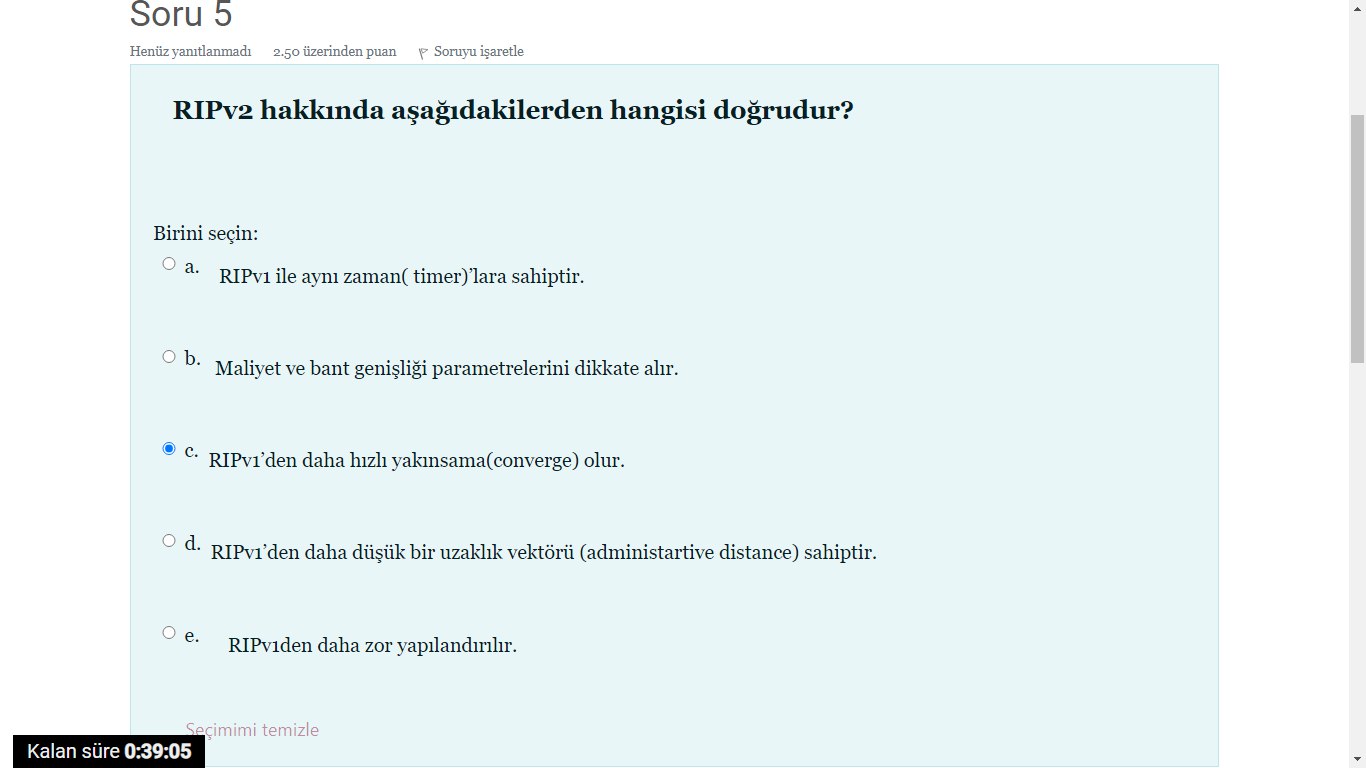 Soru 5
Henüz yanıtlanmadı 2.50 üzerinden puan Soruyu işaretle
RIPv2 hakkında aşağıdakilerden hangisi doğrudur?
Birini seçin:
a. RIPv1 ile aynı zaman( timer)’lara sahiptir.
b. Maliyet ve bant genişliği parametrelerini dikkate alır.
c. RIPv1’den daha hızlı yakınsama(converge) olur.
d. RIPv1’den daha düşük bir uzaklık vektörü (administartive distance) sahiptir.
e. RIPv1den daha zor yapılandırılır.
Seçimimi temizle
Kalan süre 0:39:05